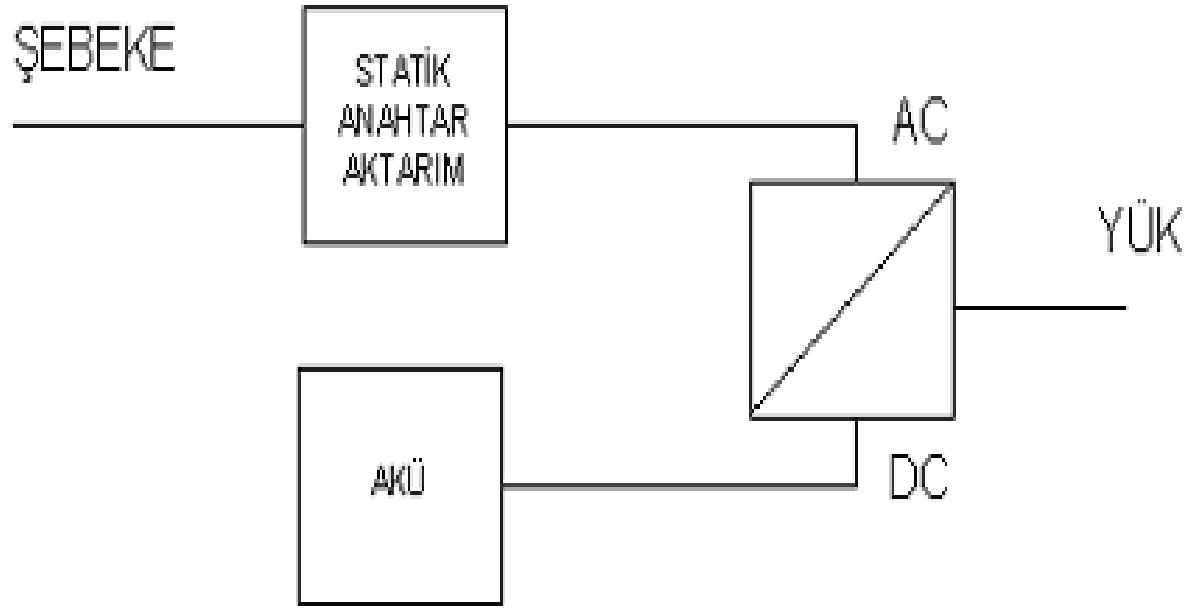 ŞEBEKE
STATİK
ANAHTAR
AKTARIM
AC
YÜK
AKÜ
DC